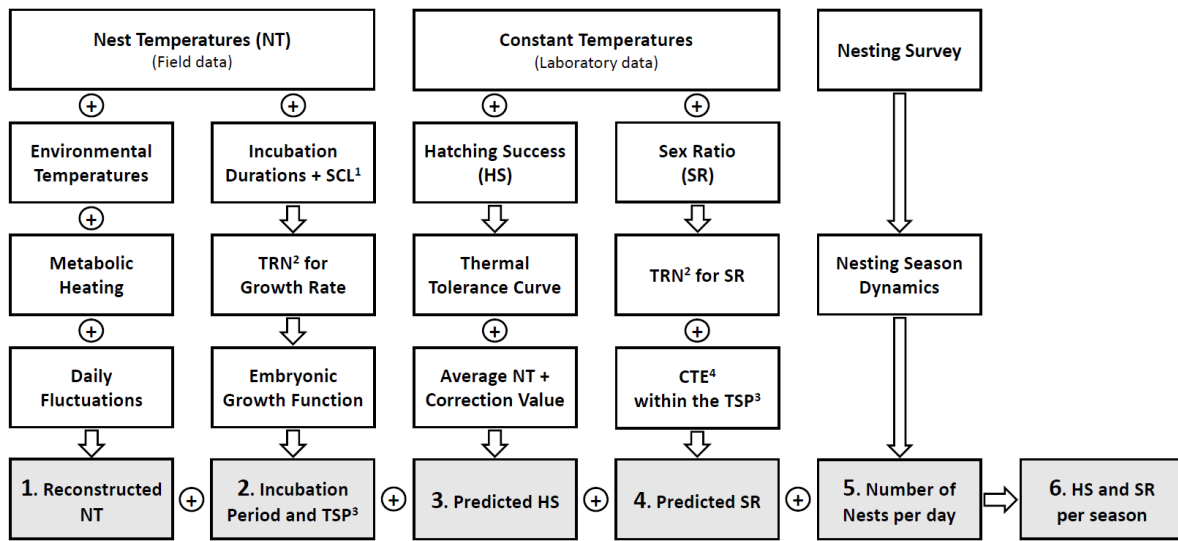 Nest Temperatures (NT)
(Field data)
Constant Temperatures
(Laboratory data)
Nesting Survey
+
+
+
+
Environmental
Temperatures
Incubation
Durations + SCL¹
Hatching Success
(HS)
Sex Ratio
(SR)
+
Metabolic
Heating
TRN² for
Growth Rate
Thermal
Tolerance Curve
TRN² for SR
Nesting Season
Dynamics
+
+
+
Daily
Fluctuations
Embryonic
Growth Function
Average NT +
Correction Value
CTE⁴
within the TSP³
1. Reconstructed
NT
+
2. Incubation
Period and TSP³
+
3. Predicted HS
+
4. Predicted SR
+
5. Number of
Nests per day
6. HS and SR
per season